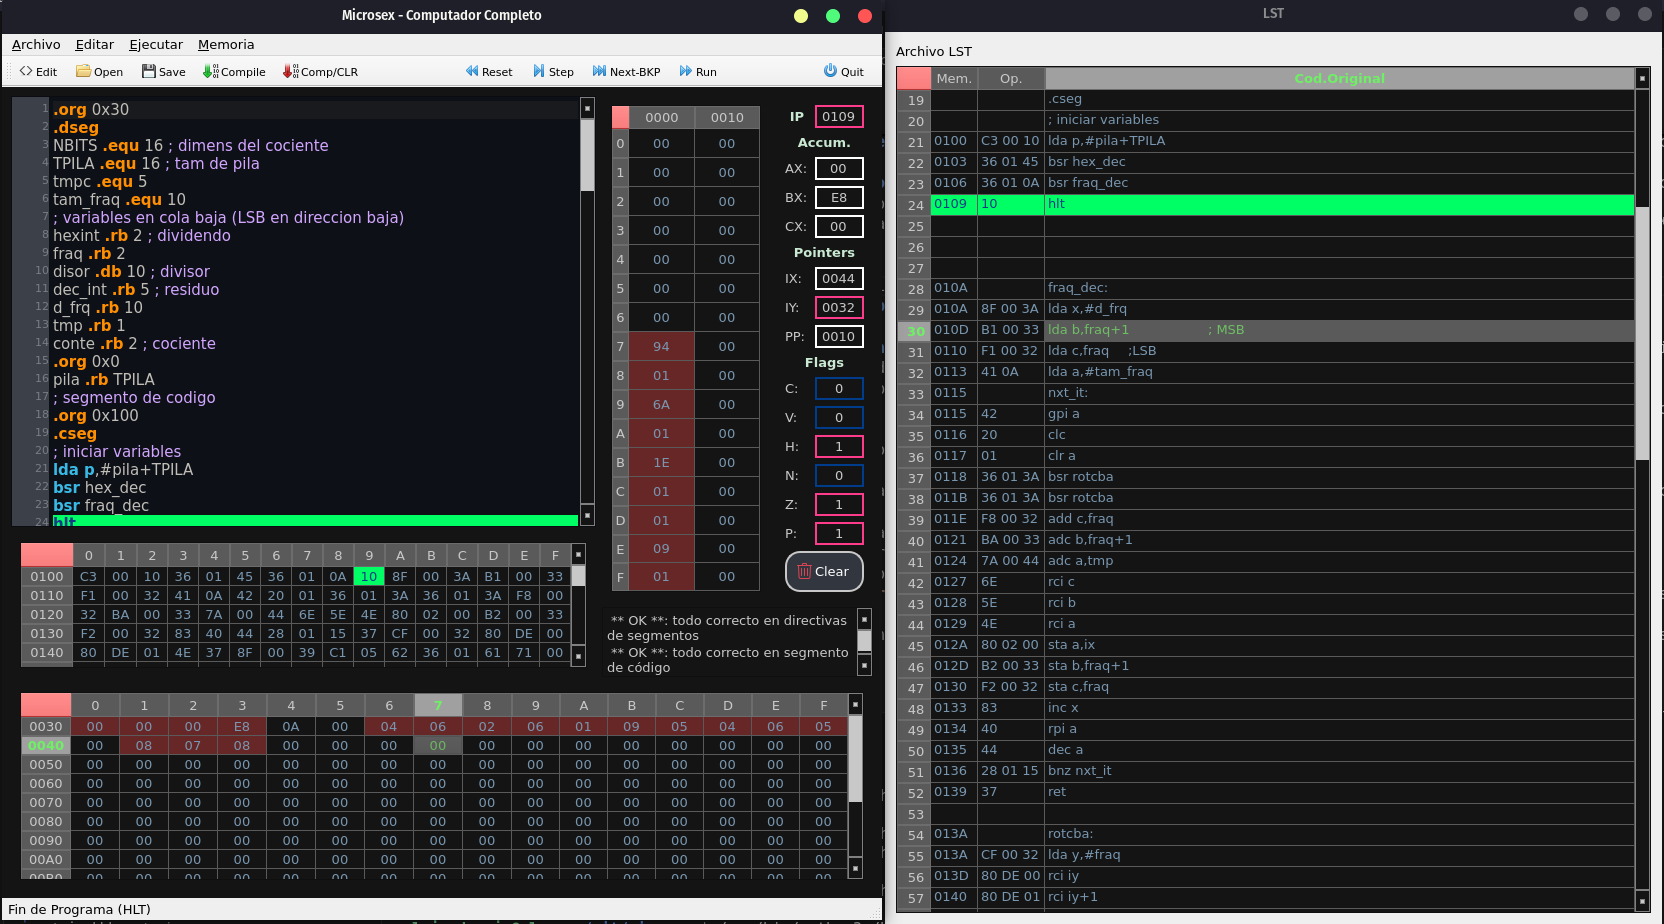 Microsex - Computador Completo
Archivo Editar Ejecutar Memoria
Edit Open Save Compile Comp/CLR Reset Step Next-BKP Run Quit
1 .org 0x30
2 .dseg
3 NBITS .equ 16 ; dimens del cociente
4 TPILA .equ 16 ; tam de pila
5 tmpc .equ 5
6 tam_fraq .equ 10
7 ; variables en cola baja (LSB en direccion baja)
8 hexint .rb 2 ; dividendo
9 fraq .rb 2
10 disor .db 10 ; divisor
11 dec_int .rb 5 ; residuo
12 d_frq .rb 10
13 tmp .rb 1
14 conte .rb 2 ; cociente
15 .org 0x0
16 pila .rb TPILA
17 ; segmento de codigo
18 .org 0x100
19 .cseg
20 ; iniciar variables
21 lda p,#pila+TPILA
22 bsr hex_dec
23 bsr fraq_dec
24 hlt
0000 0010
0 00 00
1 00 00
2 00 00
3 00 00
4 00 00
5 00 00
6 00 00
7 94 00
8 01 00
9 6A 00
A 01 00
B 1E 00
C 01 00
D 01 00
E 09 00
F 01 00
IP 0109
Accum.
AX: 00
BX: E8
CX: 00
Pointers
IX: 0044
IY: 0032
PP: 0010
Flags
C: 0
V: 0
H: 1
N: 0
Z: 1
P: 1
Clear
0 1 2 3 4 5 6 7 8 9 A B C D E F
0100 C3 00 10 36 01 45 36 01 0A 10 8F 00 3A B1 00 33
0110 F1 00 32 41 0A 42 20 01 36 01 3A 36 01 3A F8 00
0120 32 BA 00 33 7A 00 44 6E 5E 4E 80 02 00 B2 00 33
0130 F2 00 32 83 40 44 28 01 15 37 CF 00 32 80 DE 00
0140 80 DE 01 4E 37 8F 00 39 C1 05 62 36 01 61 71 00
** OK **: todo correcto en directivas
de segmentos
** OK **: todo correcto en segmento
de código
0 1 2 3 4 5 6 7 8 9 A B C D E F
0030 00 00 00 E8 0A 00 04 06 02 06 01 09 05 04 06 05
0040 00 08 07 08 00 00 00 00 00 00 00 00 00 00 00 00
0050 00 00 00 00 00 00 00 00 00 00 00 00 00 00 00 00
0060 00 00 00 00 00 00 00 00 00 00 00 00 00 00 00 00
0070 00 00 00 00 00 00 00 00 00 00 00 00 00 00 00 00
0080 00 00 00 00 00 00 00 00 00 00 00 00 00 00 00 00
0090 00 00 00 00 00 00 00 00 00 00 00 00 00 00 00 00
00A0 00 00 00 00 00 00 00 00 00 00 00 00 00 00 00 00
00B0 00 00 00 00 00 00 00 00 00 00 00 00 00 00 00 00
Fin de Programa (HLT)
LST
Archivo LST
Mem. Op. Cod.Original
19 .cseg
20 ; iniciar variables
21 0100 C3 00 10 lda p,#pila+TPILA
22 0103 36 01 45 bsr hex_dec
23 0106 36 01 0A bsr fraq_dec
24 0109 10 hlt
25
26
27
28 010A fraq_dec:
29 010A 8F 00 3A lda x,#d_frq
30 010D B1 00 33 lda b,fraq+1 ; MSB
31 0110 F1 00 32 lda c,fraq ;LSB
32 0113 41 0A lda a,#tam_fraq
33 0115 nxt_it:
34 0115 42 gpi a
35 0116 20 clc
36 0117 01 clr a
37 0118 36 01 3A bsr rotcba
38 011B 36 01 3A bsr rotcba
39 011E F8 00 32 add c,fraq
40 0121 BA 00 33 adc b,fraq+1
41 0124 7A 00 44 adc a,tmp
42 0127 6E rci c
43 0128 5E rci b
44 0129 4E rci a
45 012A 80 02 00 sta a,ix
46 012D B2 00 33 sta b,fraq+1
47 0130 F2 00 32 sta c,fraq
48 0133 83 inc x
49 0134 40 rpi a
50 0135 44 dec a
51 0136 28 01 15 bnz nxt_it
52 0139 37 ret
53
54 013A rotcba:
55 013A CF 00 32 lda y,#fraq
56 013D 80 DE 00 rci iy
57 0140 80 DE 01 rci iy+1